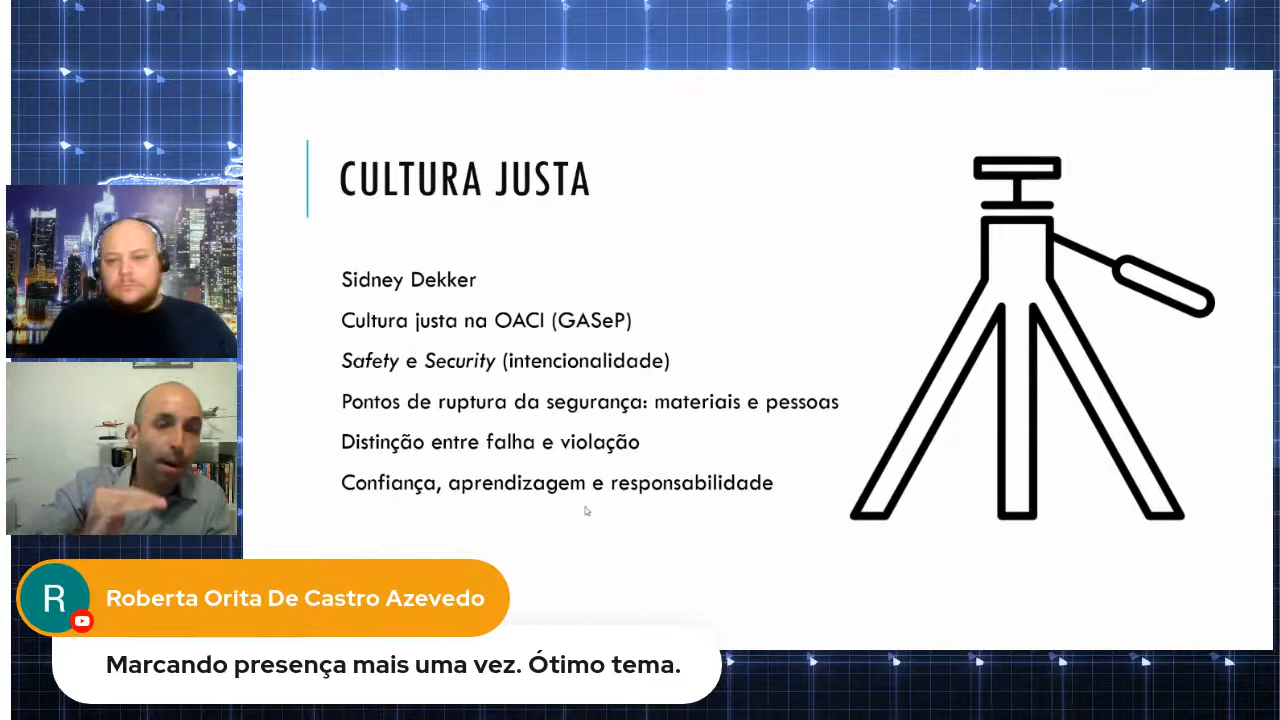 CULTURA JUSTA
Sidney Dekker
Cultura justa na OACI (GASeP)
Safety e Security (intencionalidade)
Pontos de ruptura da segurança: materiais e pessoas
Distinção entre falha e violação
Confiança, aprendizagem e responsabilidade
R
Roberta Orita De Castro Azevedo
Marcando presença mais uma vez. Ótimo tema.